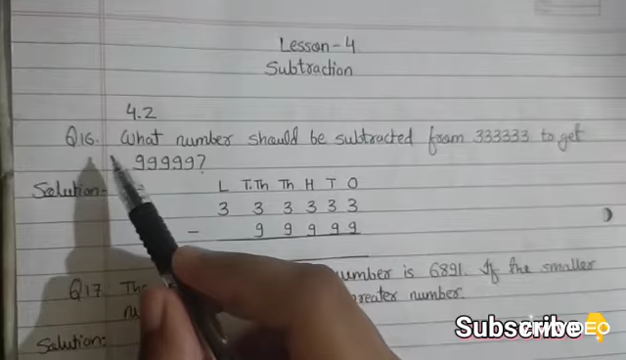 Lesson-4
Subtraction
4.2
Q16. What number should be subtracted from 333333 to get
99999?
Solution- L T.Th Th H T O
3 3 3 3 3 3
- 9 9 9 9 9
Q17. The number is 6891. If the smaller
greater number.
Solution:
Subscribe